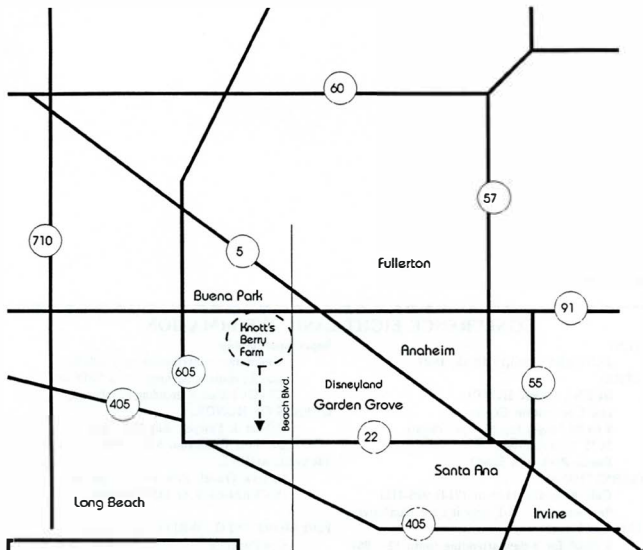 60
57
710
5
Fullerton
Buena Park
91
Knott's
Berry
Farm
Anaheim
605
55
Disneyland
Beach Blvd.
405
Garden Grove
22
Santa Ana
Long Beach
405
Irvine